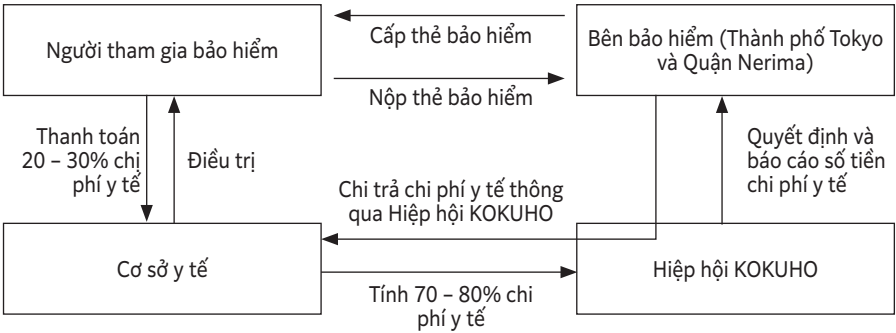 Người tham gia bảo hiểm
Cấp thẻ bảo hiểm
Nộp thẻ bảo hiểm
Bên bảo hiểm (Thành phố Tokyo
và Quận Nerima)
Thanh toán
20 – 30% chi
phí y tế
Điều trị
Chi trả chi phí y tế thông
qua Hiệp hội KOKUHO
Quyết định và
báo cáo số tiền
chi phí y tế
Cơ sở y tế
Tính 70 – 80% chi
phí y tế
Hiệp hội KOKUHO